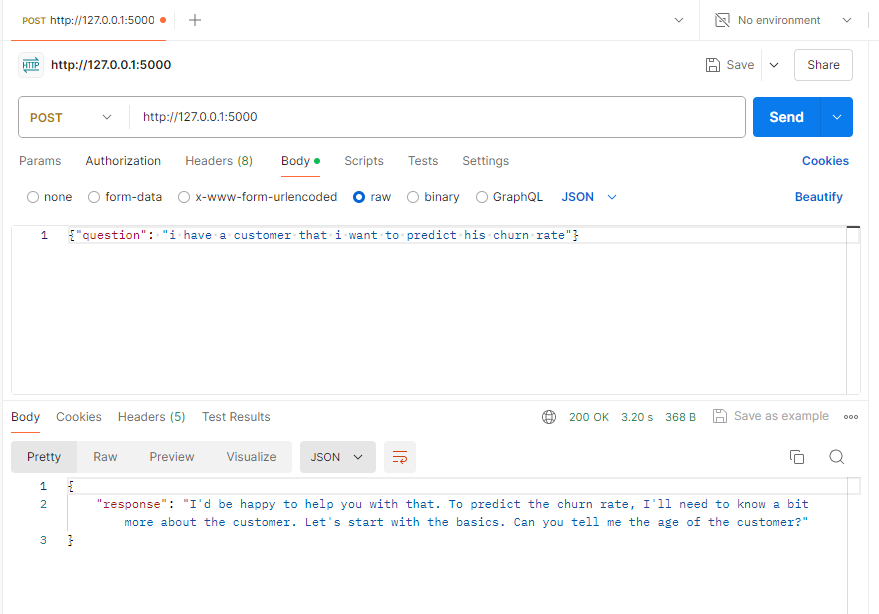 POST http://127.0.0.1:5000
No environment
HTTP http://127.0.0.1:5000
Save
Share
POST
http://127.0.0.1:5000
Send
Params Authorization Headers (8) Body Scripts Tests Settings Cookies
none form-data x-www-form-urlencoded raw binary GraphQL JSON Beautify
1 {"question": "i have a customer that i want to predict his churn rate"}
Body Cookies Headers (5) Test Results 200 OK 3.20 s 368 B Save as example
Pretty Raw Preview Visualize JSON
1 {
2 "response": "I'd be happy to help you with that. To predict the churn rate, I'll need to know a bit
more about the customer. Let's start with the basics. Can you tell me the age of the customer?"
3 }